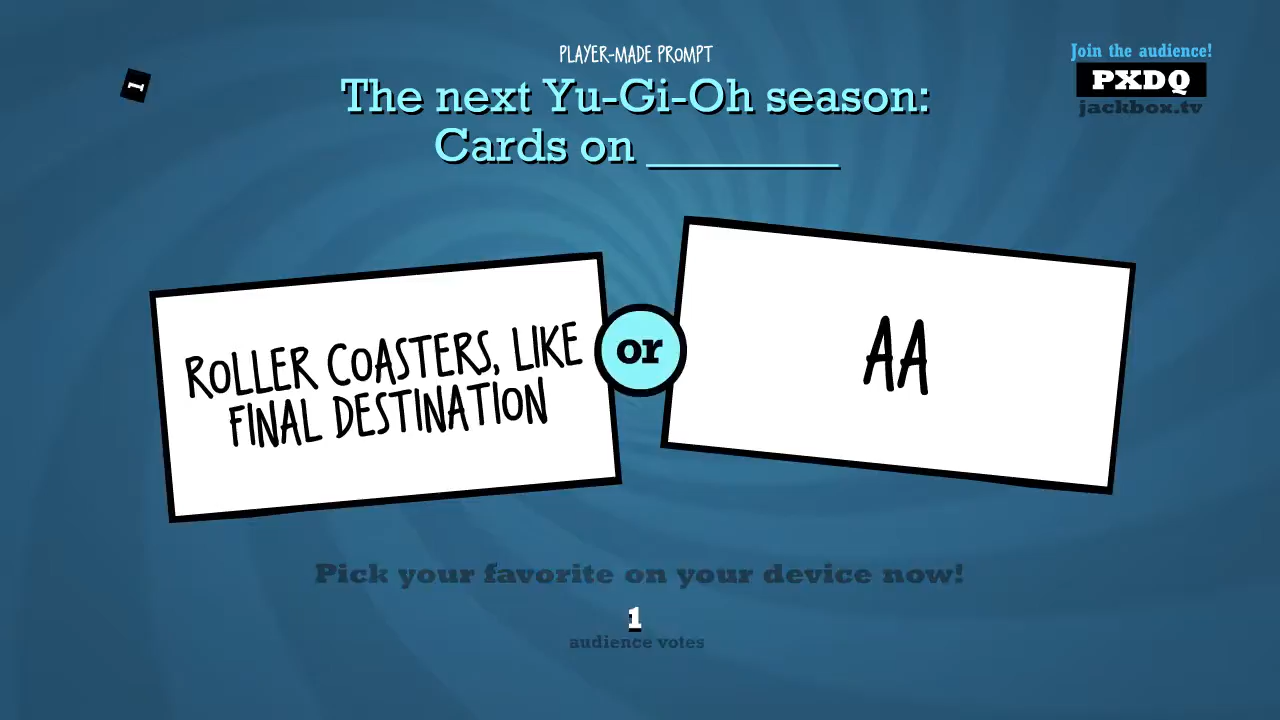 PLAYER-MADE PROMPT
The next Yu-Gi-Oh season:
Cards on ________
Join the audience!
PXDQ
jackbox.tv
1
ROLLER COASTERS, LIKE
FINAL DESTINATION
or
AA
Pick your favorite on your device now!
1
audience votes